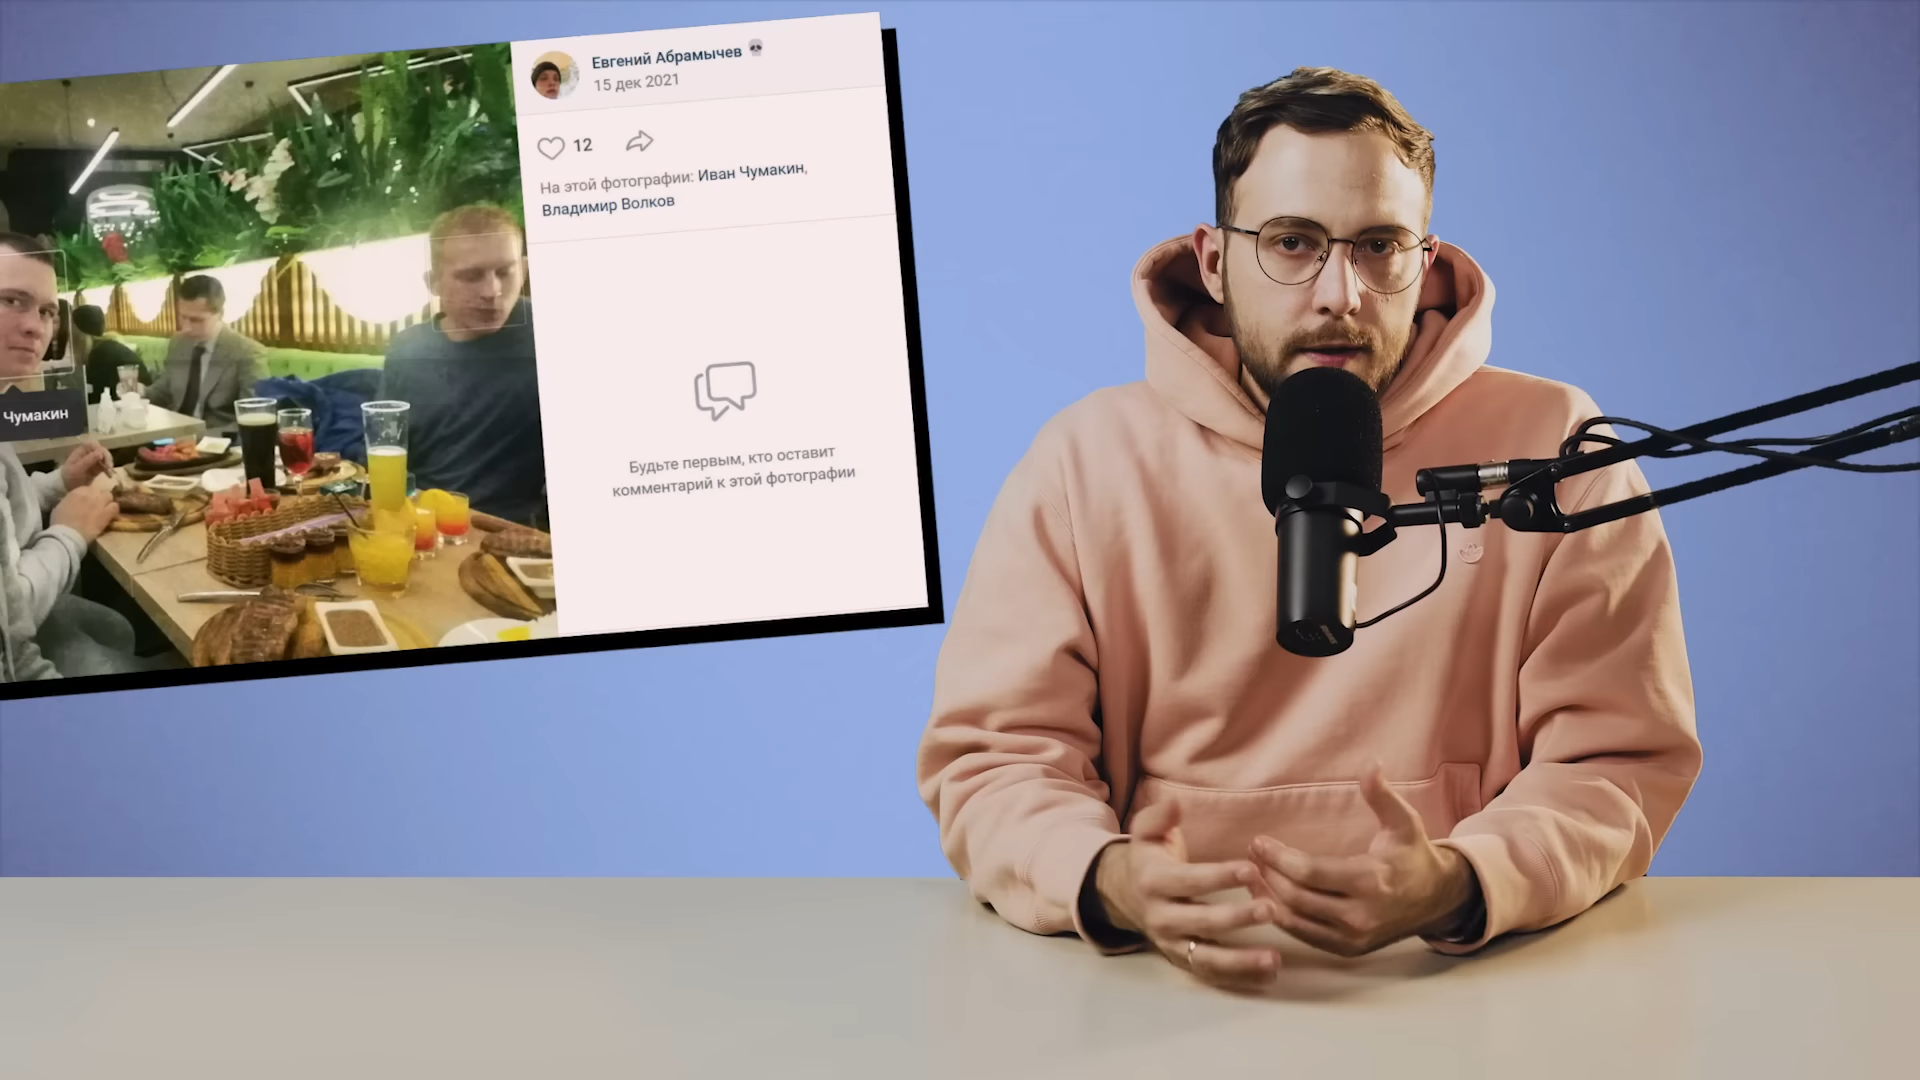 Евгений Абрамычев
15 дек 2021
12
На этой фотографии: Иван Чумакин,
Владимир Волков
Чумакин
Будьте первым, кто оставит
комментарий к этой фотографии